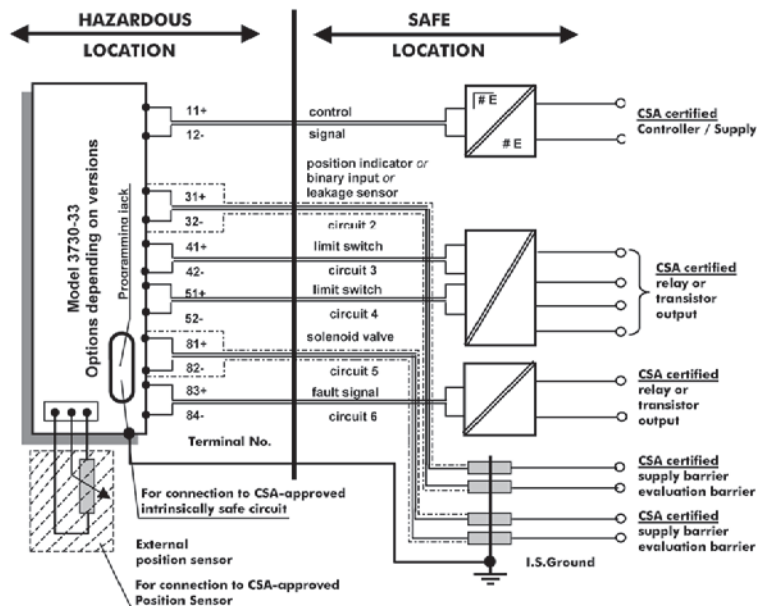 HAZARDOUS
LOCATION
SAFE
LOCATION
Model 3730-33
Options depending on versions
Programming jack
11+
12-
control
signal
# E
# E
CSA certified
Controller / Supply
position indicator or
binary input or
leakage sensor
31+
32-
circuit 2
41+
limit switch
42-
circuit 3
51+
limit switch
52-
circuit 4
CSA certified
relay or
transistor
output
81+
solenoid valve
82-
circuit 5
83+
fault signal
84-
circuit 6
CSA certified
relay or
transistor
output
Terminal No.
For connection to CSA-approved
intrinsically safe circuit
CSA certified
supply barrier
evaluation barrier
CSA certified
supply barrier
evaluation barrier
I.S.Ground
External
position sensor
For connection to CSA-approved
Position Sensor